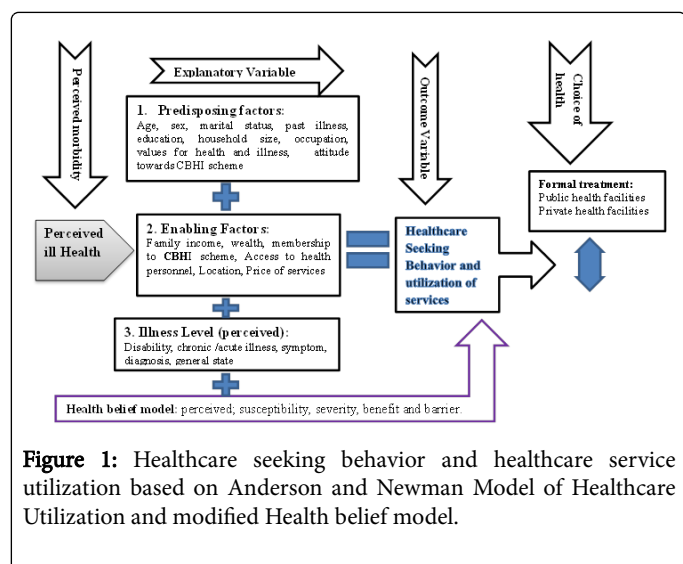 Perceived morbidity
Explanatory Variable
Outcome Variable
Choice of
health
1. Predisposing factors:
Age, sex, marital status, past illness,
education, household size, occupation,
values for health and illness, attitude
towards CBHI scheme
Perceived
ill Health
2. Enabling Factors:
Family income, wealth, membership
to CBHI scheme, Access to health
personnel, Location, Price of services
Healthcare
Seeking
Behavior and
utilization of
services
Formal treatment:
Public health facilities
Private health facilities
3. Illness Level (perceived):
Disability, chronic /acute illness, symptom,
diagnosis, general state
Health belief model: perceived; susceptibility, severity, benefit and barrier.
Figure 1: Healthcare seeking behavior and healthcare service
utilization based on Anderson and Newman Model of Healthcare
Utilization and modified Health belief model.